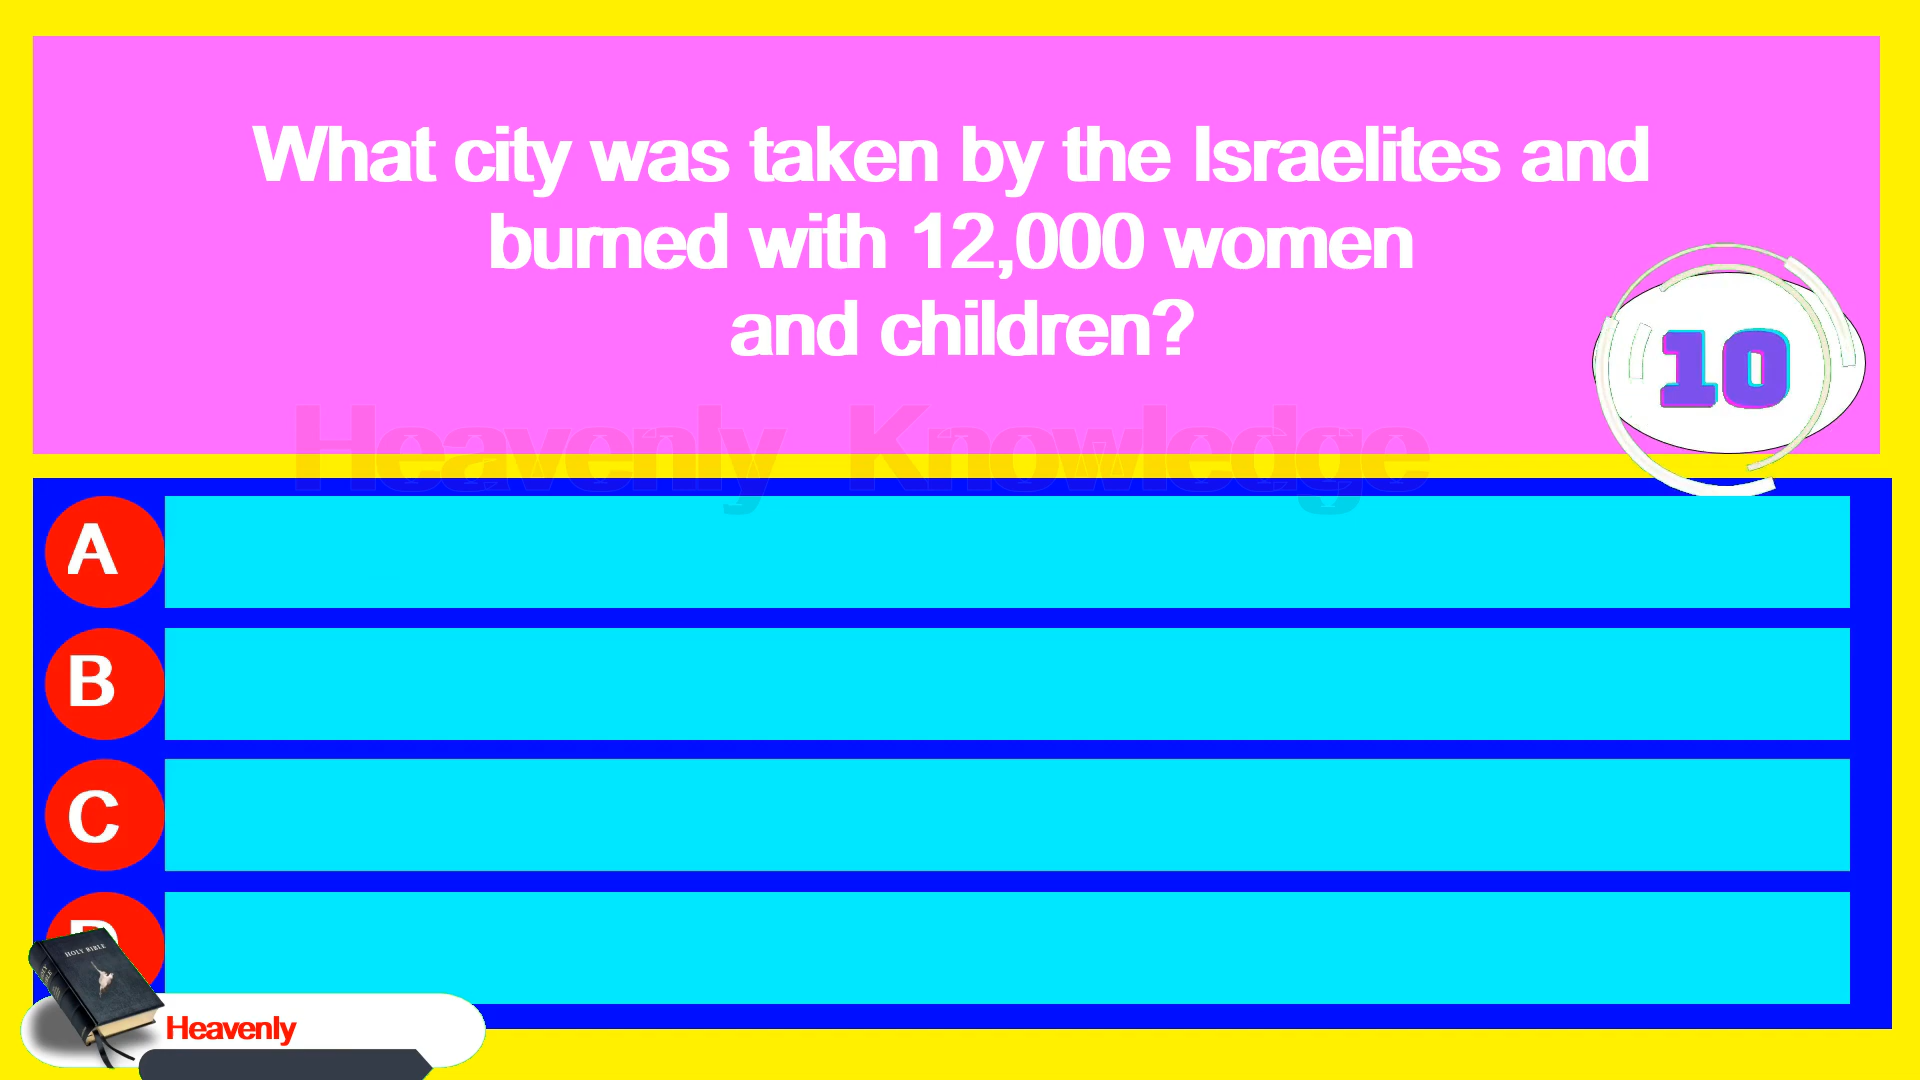 What city was taken by the Israelites and
burned with 12,000 women
and children?
10
Heavenly Knowledge
A
B
C
D
HOLY BIBLE
Heavenly